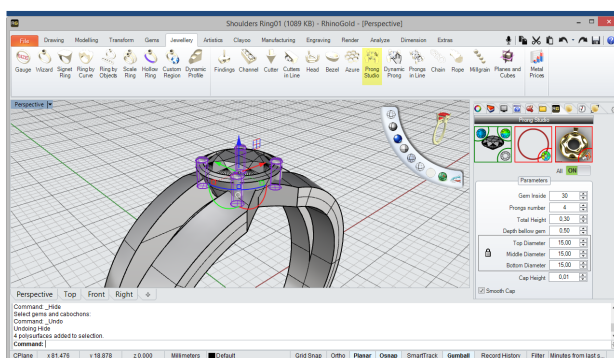 Shoulders Ring01 (1089 KB) - RhinoGold - [Perspective]
File Drawing Modelling Transform Gems Jewellery Artistics Clayoo Manufacturing Engraving Render Analyze Dimension Extras
Gauge Wizard Signet Ring Ring by Curve Ring by Objects Scale Ring Hollow Ring Custom Region Dynamic Profile Findings Channel Cutter Cutters in Line Head Bezel Azure Prong Studio Dynamic Prong Prongs in Line Chain Rope Milligrain Planes and Cubes Metal Prices
Perspective
Prong Studio
All ON
Parameters
Gem Inside 30
Prongs number 4
Total Height 0.30
Depth bellow gem 0.50
Top Diameter 15.00
Middle Diameter 15.00
Bottom Diameter 15.00
Cap Height 0.01
Smooth Cap
Perspective Top Front Right
Command: _Hide
Select gems and cabochons:
Command: _Undo
Undoing Hide
4 polysurfaces added to selection.
Command:
CPlane x 81.476 y 18.878 z 0.000 Millimeters Default Grid Snap Ortho Planar Osnap SmartTrack Gumball Record History Filter Minutes from last s...